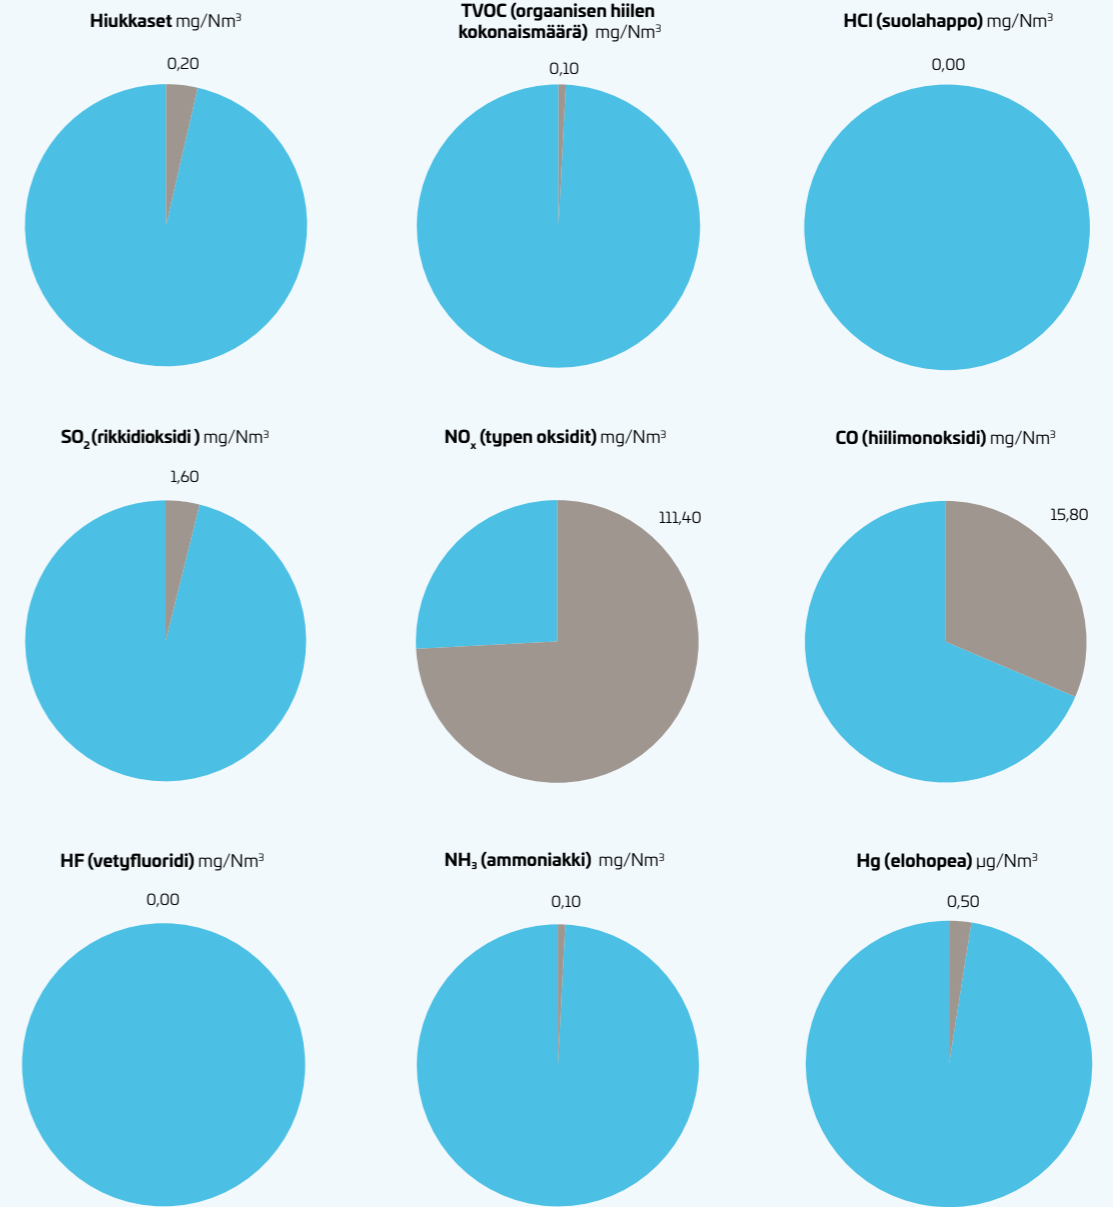 Hiukkaset mg/Nm³
0,20
TVOC (orgaanisen hiilen
kokonaismäärä) mg/Nm³
0,10
HCl (suolahappo) mg/Nm³
0,00
SO₂(rikkidioksidi ) mg/Nm³
1,60
NOₓ (typen oksidit) mg/Nm³
111,40
CO (hiilimonoksidi) mg/Nm³
15,80
HF (vetyfluoridi) mg/Nm³
0,00
NH₃ (ammoniakki) mg/Nm³
0,10
Hg (elohopea) µg/Nm³
0,50